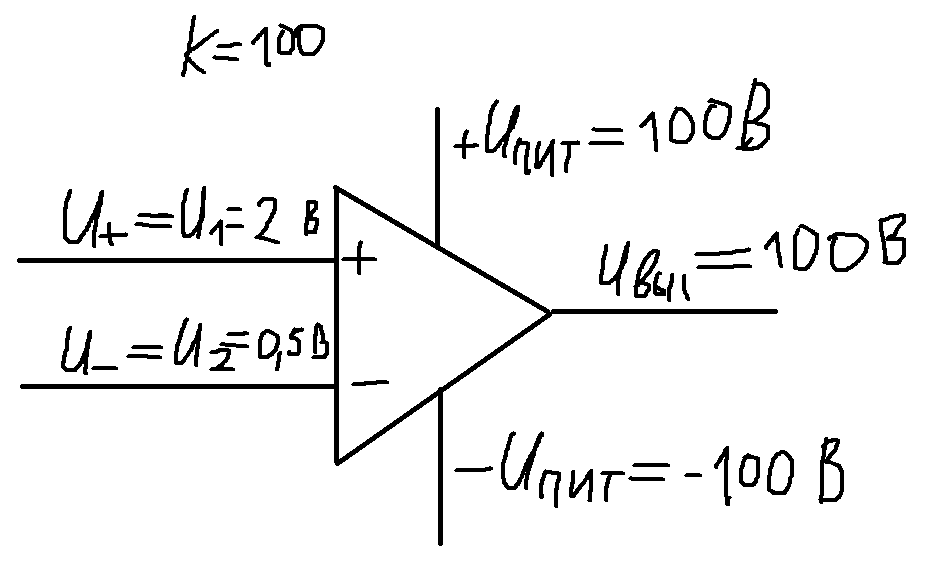 K=100
+Uпит=100В
U+=U1=2 в
+
Uвых=100В
U-=U2=0,5В
-
-Uпит=-100 В